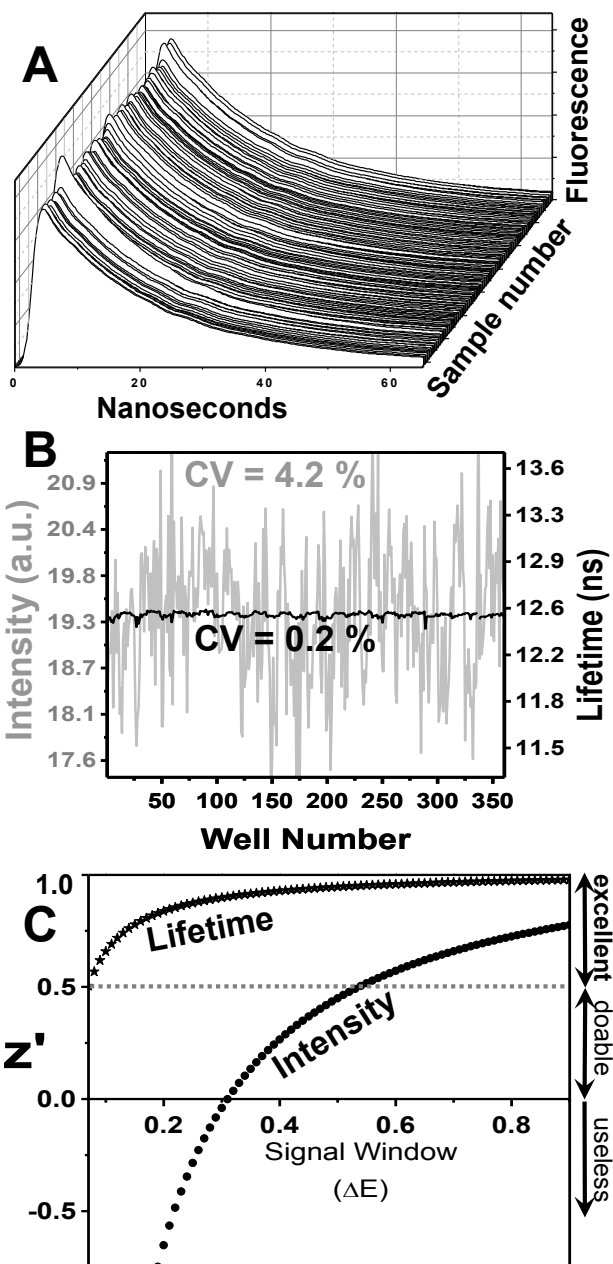 A
Fluorescence
Sample number
0 20 40 60
Nanoseconds
B
CV = 4.2 %
CV = 0.2 %
Intensity (a.u.)
20.9
20.4
19.8
19.3
18.7
18.1
17.6
13.6
13.3
12.9
12.6
12.2
11.8
11.5
Lifetime (ns)
50 100 150 200 250 300 350
Well Number
C
1.0
0.5
0.0
-0.5
Z'
Lifetime
Intensity
0.2 0.4 0.6 0.8
Signal Window
(ΔE)
excellent
doable
useless